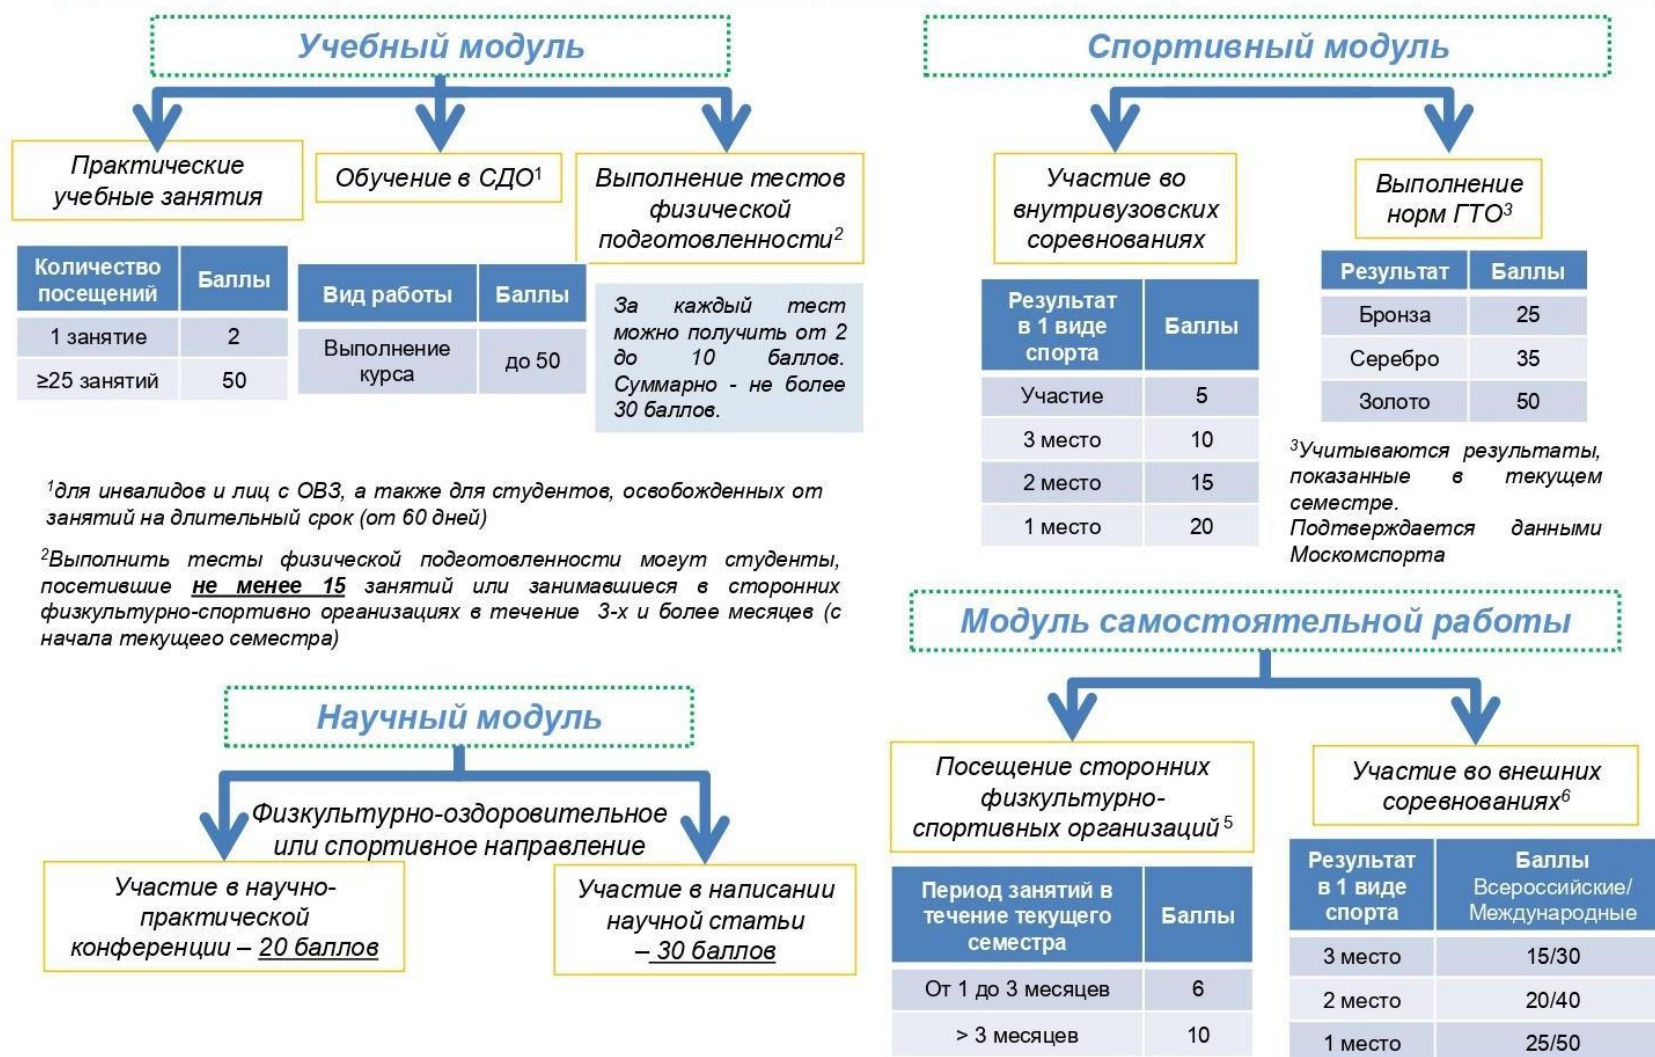 Учебный модуль
Практические
учебные занятия
Обучение в СДО¹
Выполнение тестов
физической
подготовленности²
Количество
посещений
Баллы
1 занятие
2
≥25 занятий
50
Вид работы
Баллы
Выполнение
курса
до 50
За каждый тест
можно получить от 2
до 10 баллов.
Суммарно - не более
30 баллов.
¹для инвалидов и лиц с ОВЗ, а также для студентов, освобожденных от
занятий на длительный срок (от 60 дней)
²Выполнить тесты физической подготовленности могут студенты,
посетившие не менее 15 занятий или занимавшиеся в сторонних
физкультурно-спортивно организациях в течение 3-х и более месяцев (с
начала текущего семестра)
Спортивный модуль
Участие во
внутривузовских
соревнованиях
Выполнение
норм ГТО³
Результат
в 1 виде
спорта
Баллы
Участие
5
3 место
10
2 место
15
1 место
20
Результат
Баллы
Бронза
25
Серебро
35
Золото
50
³Учитываются результаты,
показанные в текущем
семестре.
Подтверждается данными
Москомспорта
Научный модуль
Физкультурно-оздоровительное
или спортивное направление
Участие в научно-
практической
конференции – 20 баллов
Участие в написании
научной статьи
– 30 баллов
Модуль самостоятельной работы
Посещение сторонних
физкультурно-
спортивных организаций ⁵
Участие во внешних
соревнованиях⁶
Период занятий в
течение текущего
семестра
Баллы
От 1 до 3 месяцев
6
> 3 месяцев
10
Результат
в 1 виде
спорта
Баллы
Всероссийские/
Международные
3 место
15/30
2 место
20/40
1 место
25/50